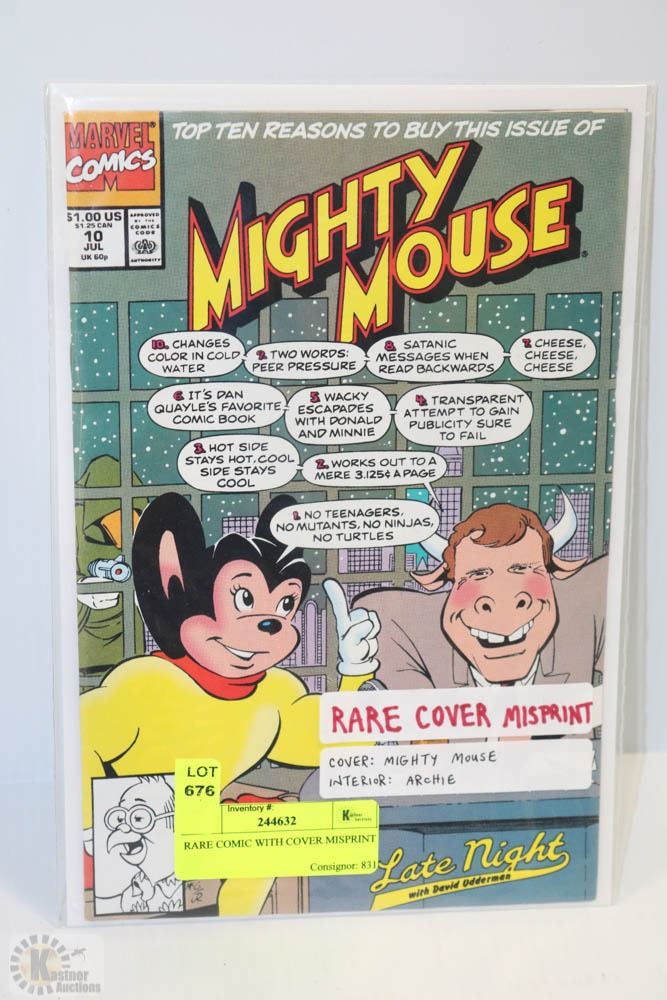 MARVEL®
COMICS
M
$1.00 US
$1.25 CAN
10
JUL
UK 60p
APPROVED
BY THE
COMICS
CODE
AUTHORITY
TOP TEN REASONS TO BUY THIS ISSUE OF
MIGHTY
MOUSE
10. CHANGES
COLOR IN COLD
WATER
9. TWO WORDS:
PEER PRESSURE
8. SATANIC
MESSAGES WHEN
READ BACKWARDS
7. CHEESE,
CHEESE,
CHEESE
6. IT'S DAN
QUAYLE'S FAVORITE
COMIC BOOK
5. WACKY
ESCAPADES
WITH DONALD
AND MINNIE
4. TRANSPARENT
ATTEMPT TO GAIN
PUBLICITY SURE
TO FAIL
3. HOT SIDE
STAYS HOT, COOL
SIDE STAYS
COOL
2. WORKS OUT TO A
MERE 3.125¢ A PAGE
1. NO TEENAGERS,
NO MUTANTS, NO NINJAS,
NO TURTLES
RARE COVER MISPRINT
COVER: MIGHTY MOUSE
INTERIOR: ARCHIE
LOT
676
Inventory #:
244632
Kastner
Auctions
RARE COMIC WITH COVER MISPRINT
Consignor: 831
Late Night
with David Udderman
Kastner
Auctions